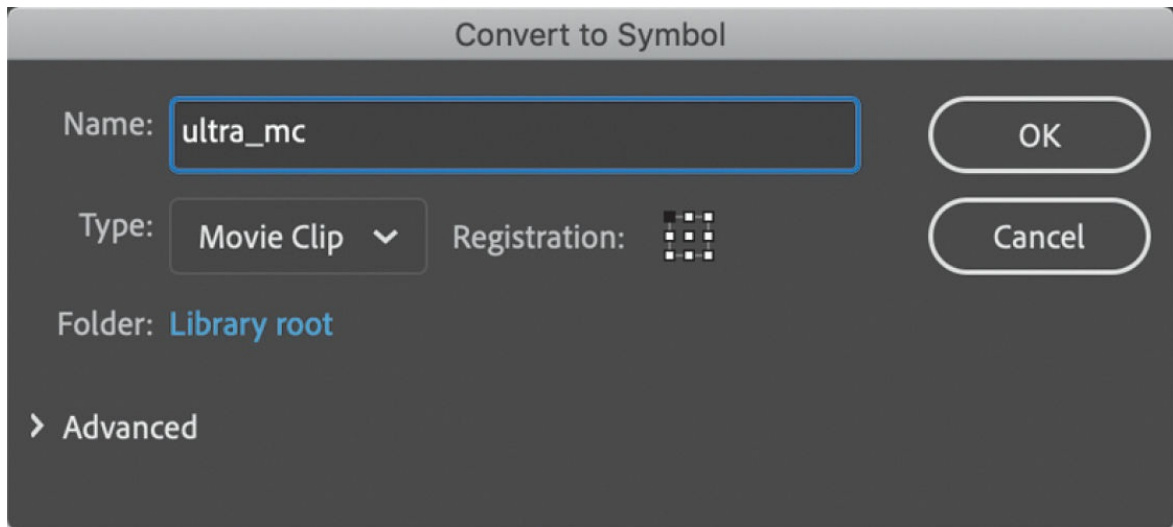 Convert to Symbol
Name: ultra_mc
OK
Type: Movie Clip Registration:
Cancel
Folder: Library root
Advanced